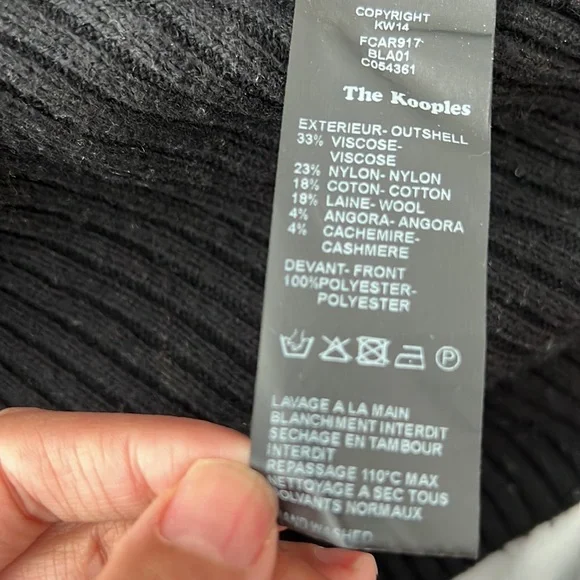 COPYRIGHT
KW14
FCAR917
BLA01
C054361
The Kooples
EXTERIEUR- OUTSHELL
33% VISCOSE-
VISCOSE
23% NYLON- NYLON
18% COTON- COTTON
18% LAINE- WOOL
4% ANGORA- ANGORA
4% CACHEMIRE-
CASHMERE
DEVANT- FRONT
100%POLYESTER-
POLYESTER
P
LAVAGE A LA MAIN
BLANCHIMENT INTERDIT
SECHAGE EN TAMBOUR
INTERDIT
REPASSAGE 110°C MAX
NETTOYAGE A SEC TOUS
SOLVANTS NORMAUX
HAND WASHED